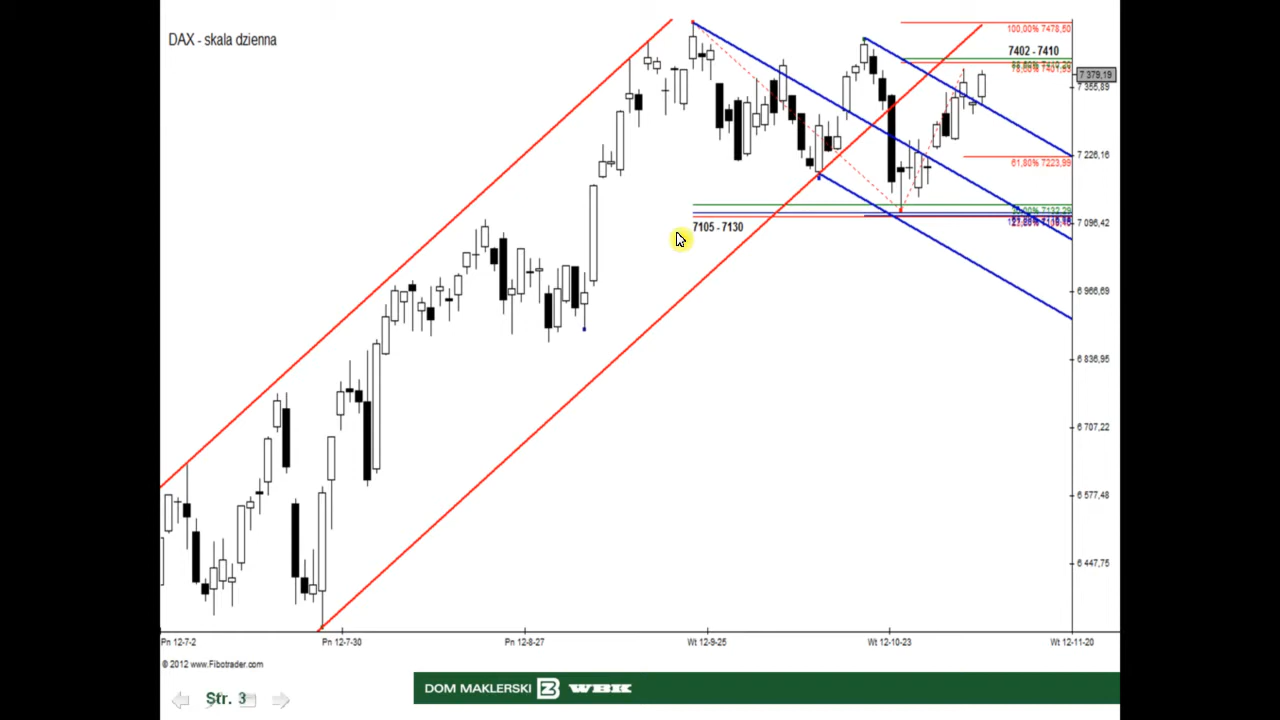 DAX - skala dzienna
100,00% 7478,50
7402 - 7410
7 379,19
7 355,89
7 226,16
61,80% 7223,99
7105 - 7130
7 096,42
6 966,69
6 836,95
6 707,22
6 577,48
6 447,75
Pn 12-7-2
Pn 12-7-30
Pn 12-8-27
Wt 12-9-25
Wt 12-10-23
Wt 12-11-20
© 2012 www.Fibotrader.com
Str. 3
DOM MAKLERSKI Z WBK